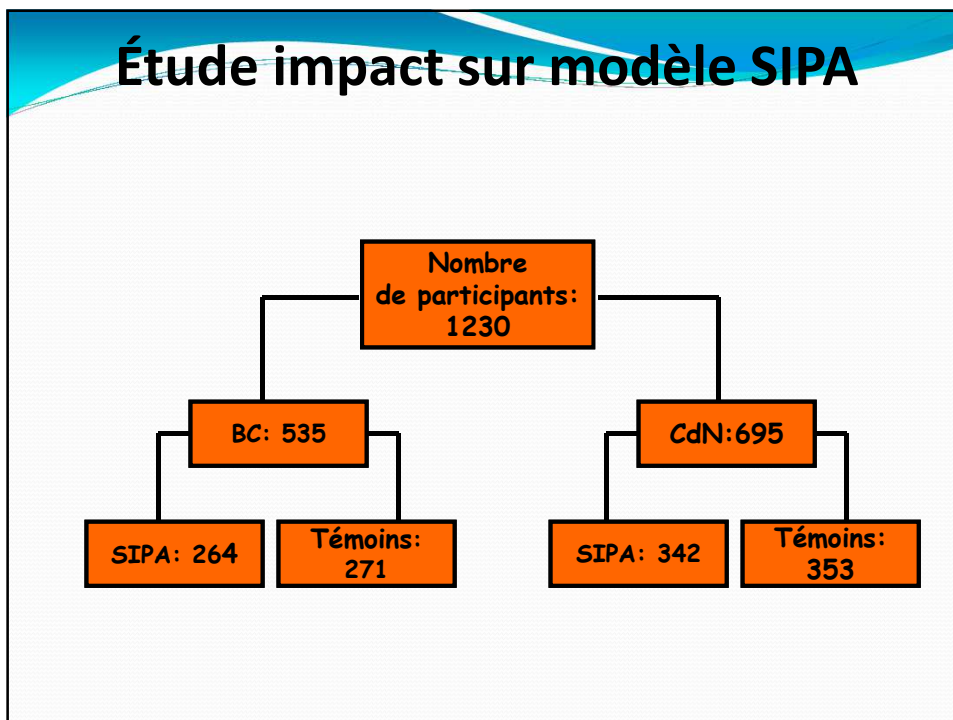 Étude impact sur modèle SIPA
Nombre
de participants:
1230
BC: 535
CdN:695
SIPA: 264
Témoins:
271
SIPA: 342
Témoins:
353